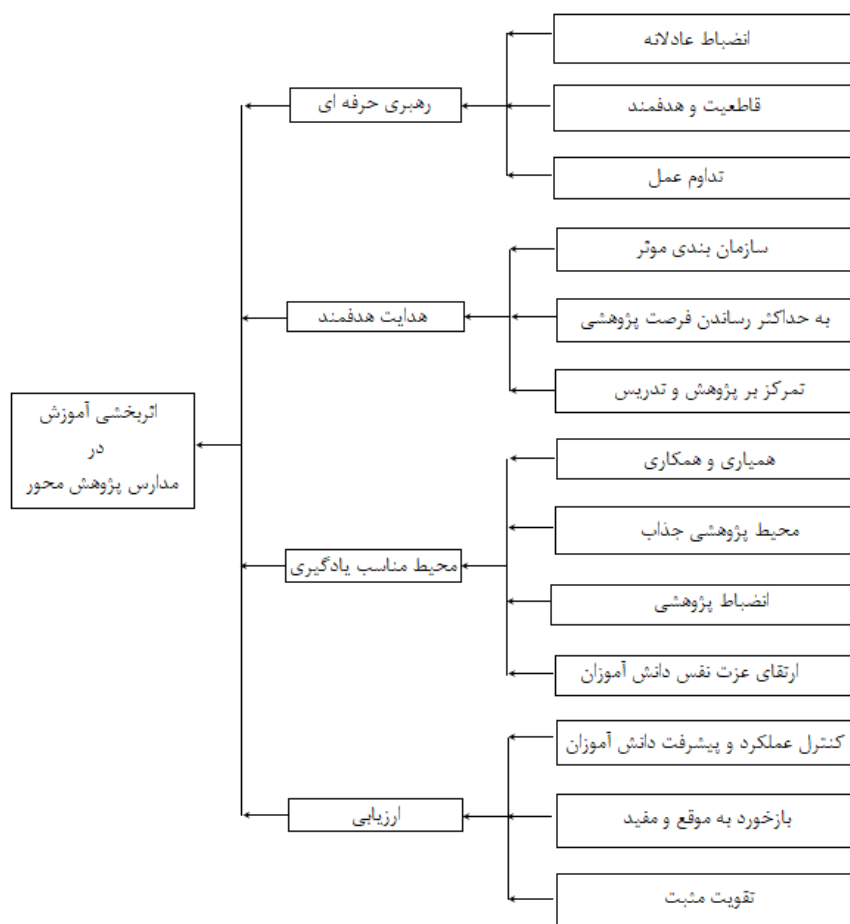 انضباط عادلانه
قاطعیت و هدفمند
تداوم عمل
رهبری حرفه ای
سازمان بندی موثر
به حداکثر رساندن فرصت پژوهشی
تمرکز بر پژوهش و تدریس
هدایت هدفمند
همیاری و همکاری
محیط پژوهشی جذاب
انضباط پژوهشی
ارتقای عزت نفس دانش آموزان
محیط مناسب یادگیری
کنترل عملکرد و پیشرفت دانش آموزان
بازخورد به موقع و مفید
تقویت مثبت
ارزیابی
اثربخشی آموزش
در
مدارس پژوهش محور